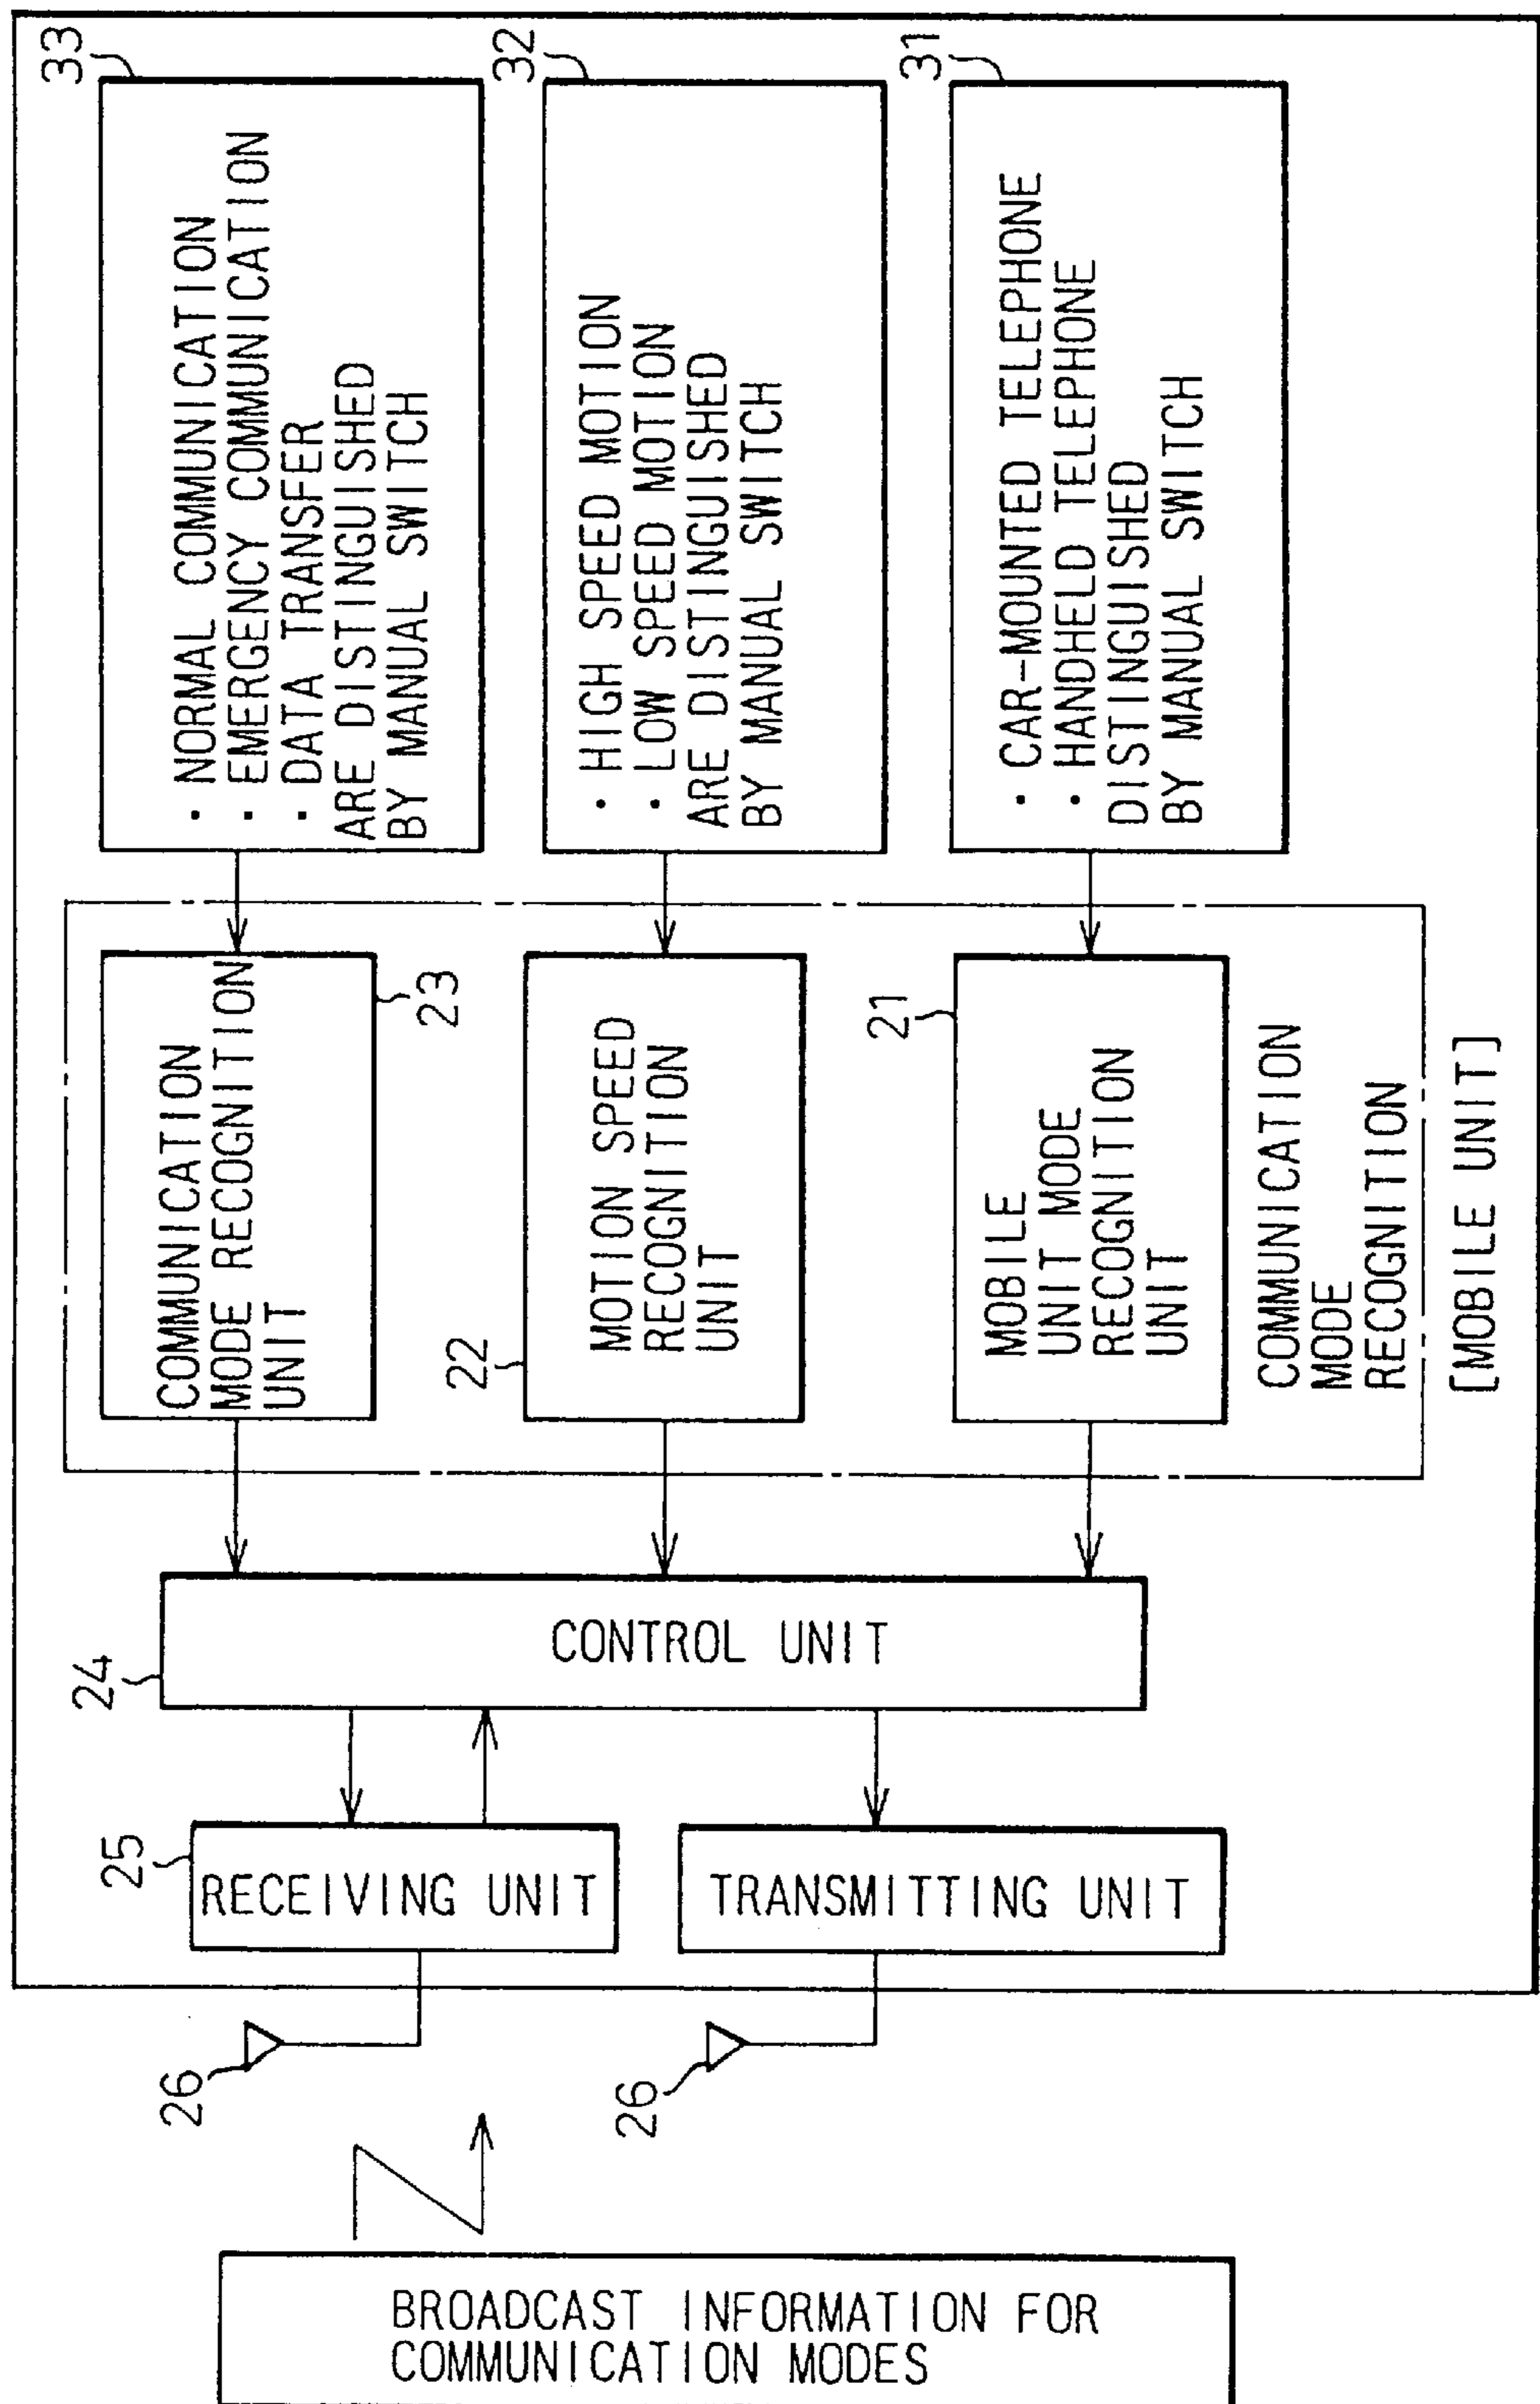 BROADCAST INFORMATION FOR
COMMUNICATION MODES
26
26
25
RECEIVING UNIT
TRANSMITTING UNIT
24
CONTROL UNIT
COMMUNICATION
MODE RECOGNITION
UNIT
23
22
MOTION SPEED
RECOGNITION
UNIT
21
MOBILE
UNIT MODE
RECOGNITION
UNIT
COMMUNICATION
MODE
RECOGNITION
[MOBILE UNIT]
33
· NORMAL COMMUNICATION
· EMERGENCY COMMUNICATION
· DATA TRANSFER
ARE DISTINGUISHED
BY MANUAL SWITCH
32
· HIGH SPEED MOTION
· LOW SPEED MOTION
ARE DISTINGUISHED
BY MANUAL SWITCH
31
· CAR-MOUNTED TELEPHONE
· HANDHELD TELEPHONE
DISTINGUISHED
BY MANUAL SWITCH